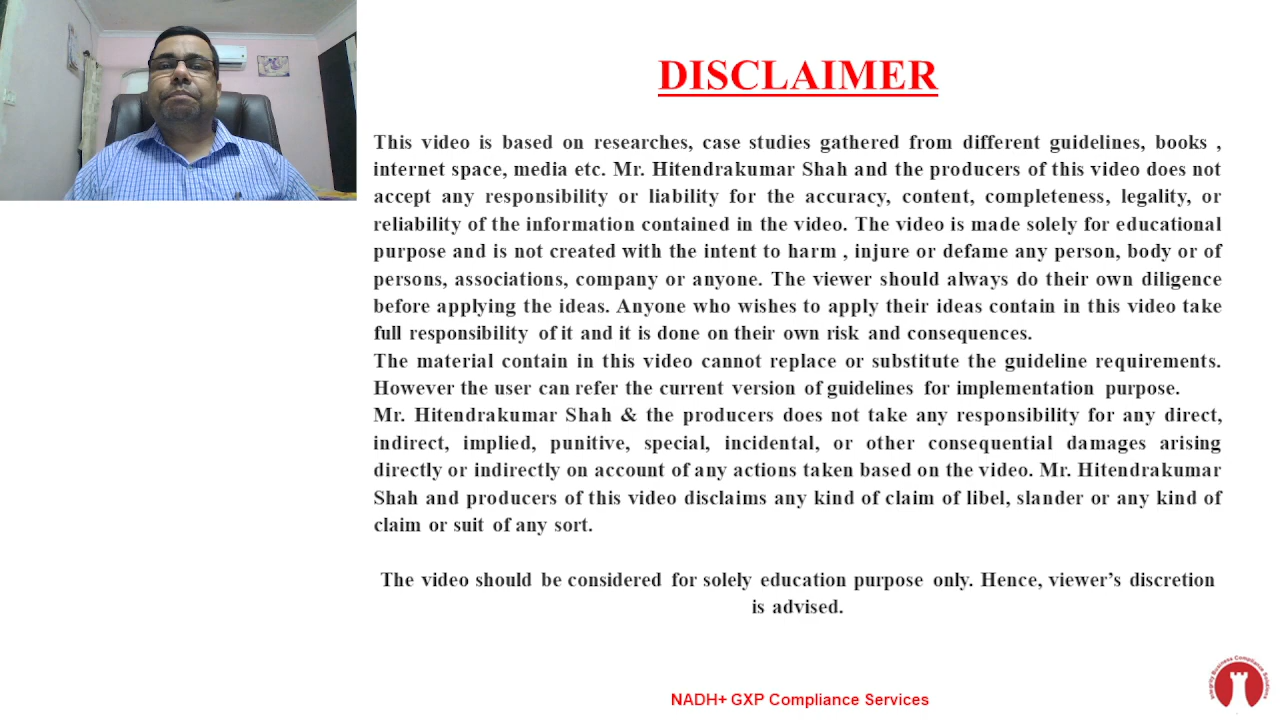 DISCLAIMER
This video is based on researches, case studies gathered from different guidelines, books ,
internet space, media etc. Mr. Hitendrakumar Shah and the producers of this video does not
accept any responsibility or liability for the accuracy, content, completeness, legality, or
reliability of the information contained in the video. The video is made solely for educational
purpose and is not created with the intent to harm , injure or defame any person, body or of
persons, associations, company or anyone. The viewer should always do their own diligence
before applying the ideas. Anyone who wishes to apply their ideas contain in this video take
full responsibility of it and it is done on their own risk and consequences.
The material contain in this video cannot replace or substitute the guideline requirements.
However the user can refer the current version of guidelines for implementation purpose.
Mr. Hitendrakumar Shah & the producers does not take any responsibility for any direct,
indirect, implied, punitive, special, incidental, or other consequential damages arising
directly or indirectly on account of any actions taken based on the video. Mr. Hitendrakumar
Shah and producers of this video disclaims any kind of claim of libel, slander or any kind of
claim or suit of any sort.
The video should be considered for solely education purpose only. Hence, viewer’s discretion
is advised.
NADH+ GXP Compliance Services
Integrity Business Compliance Solutions